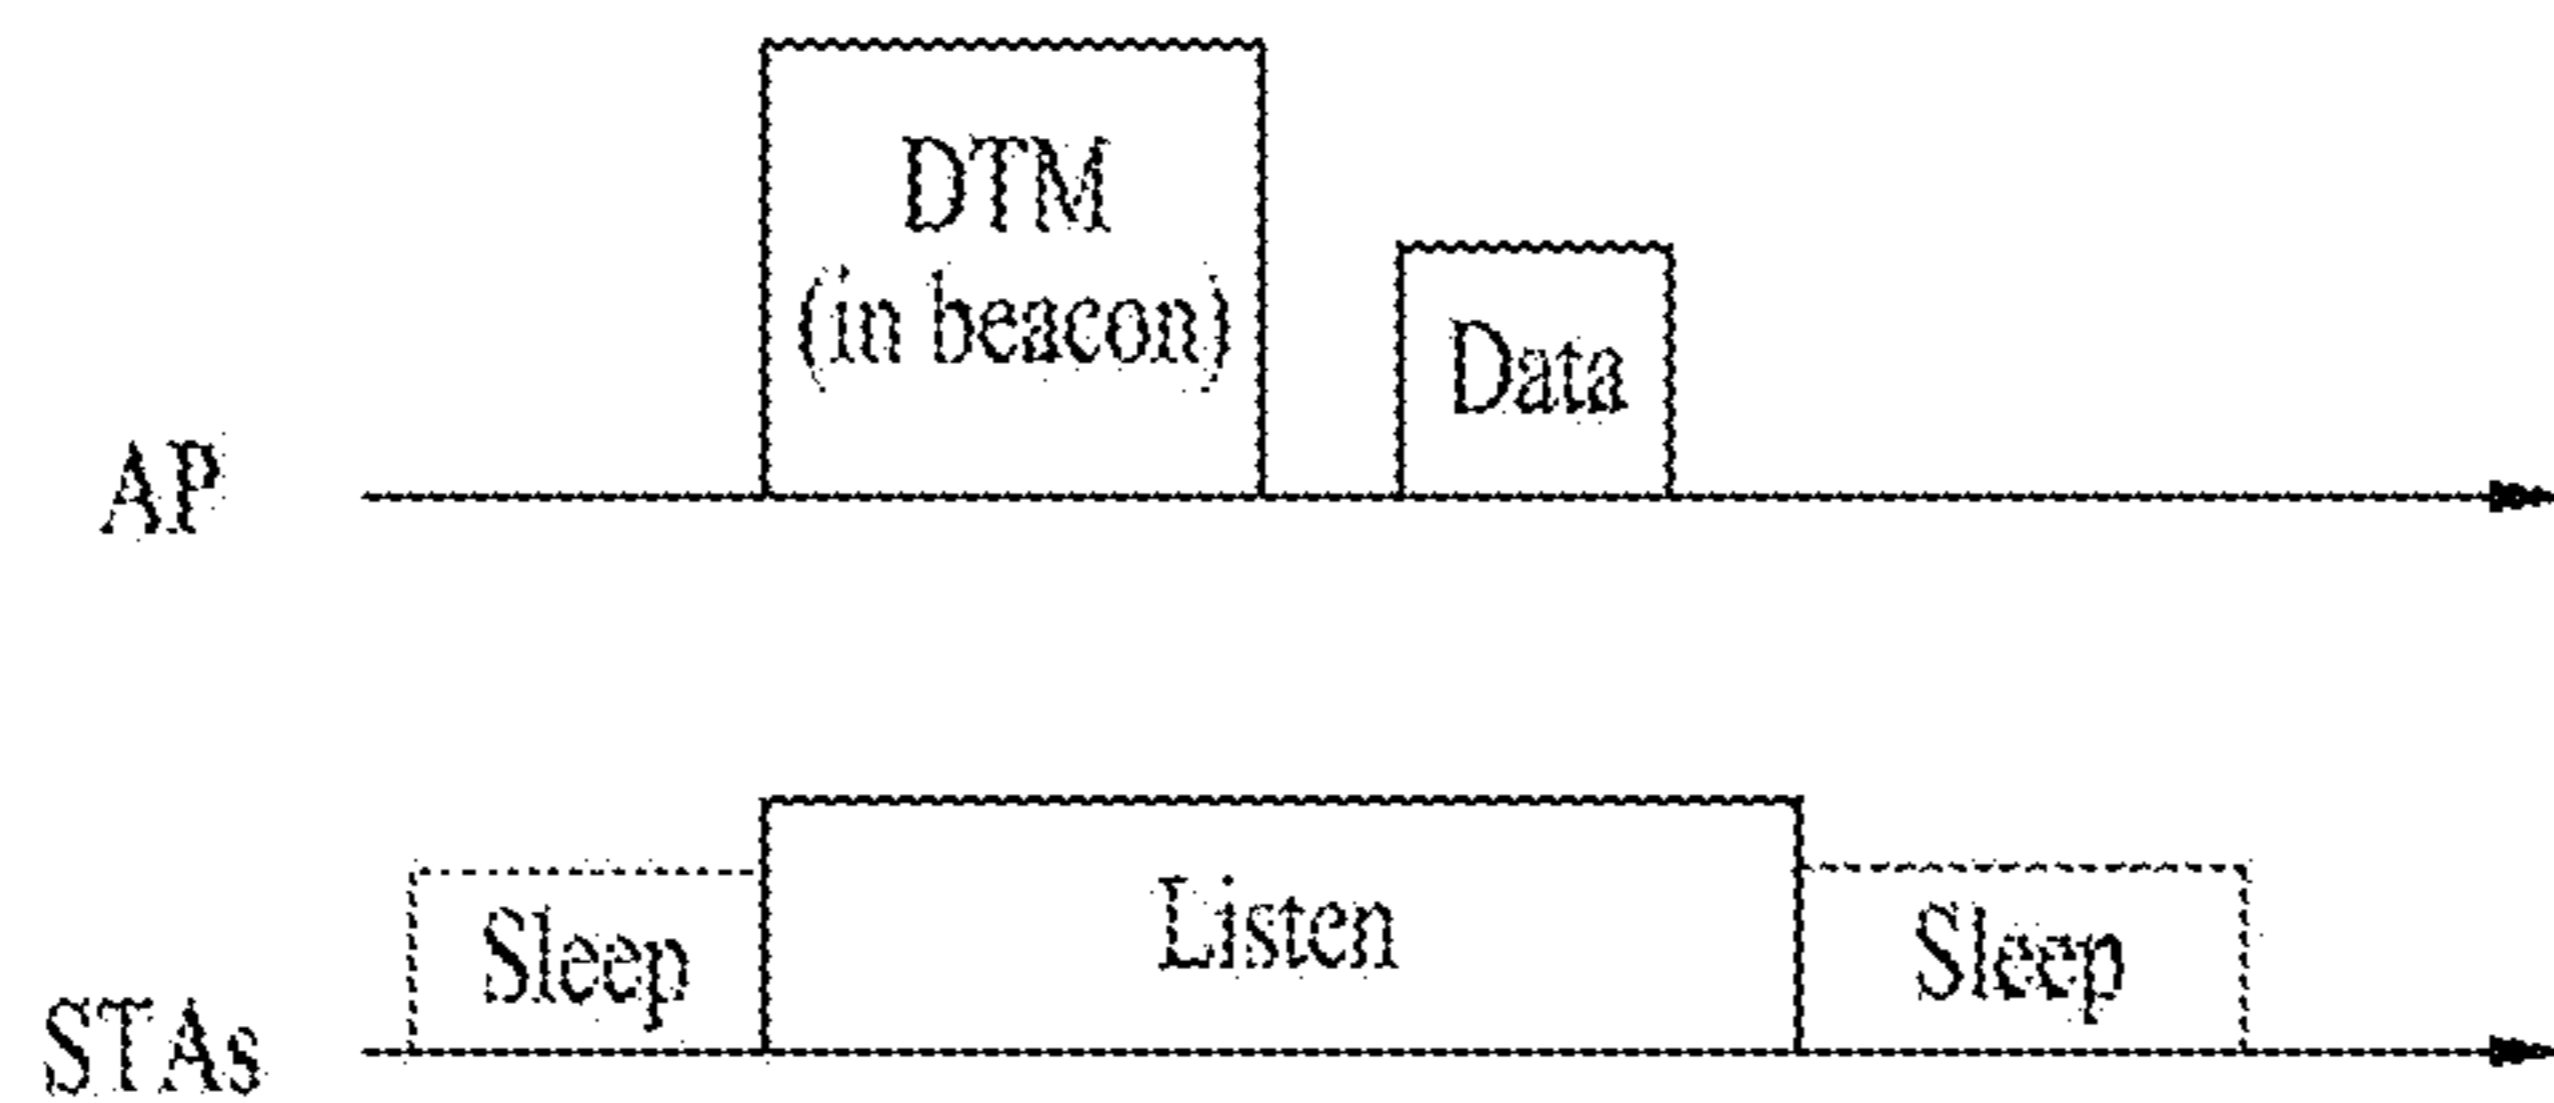 DTM
(in beacon)
Data
AP
Sleep
Listen
Sleep
STAs